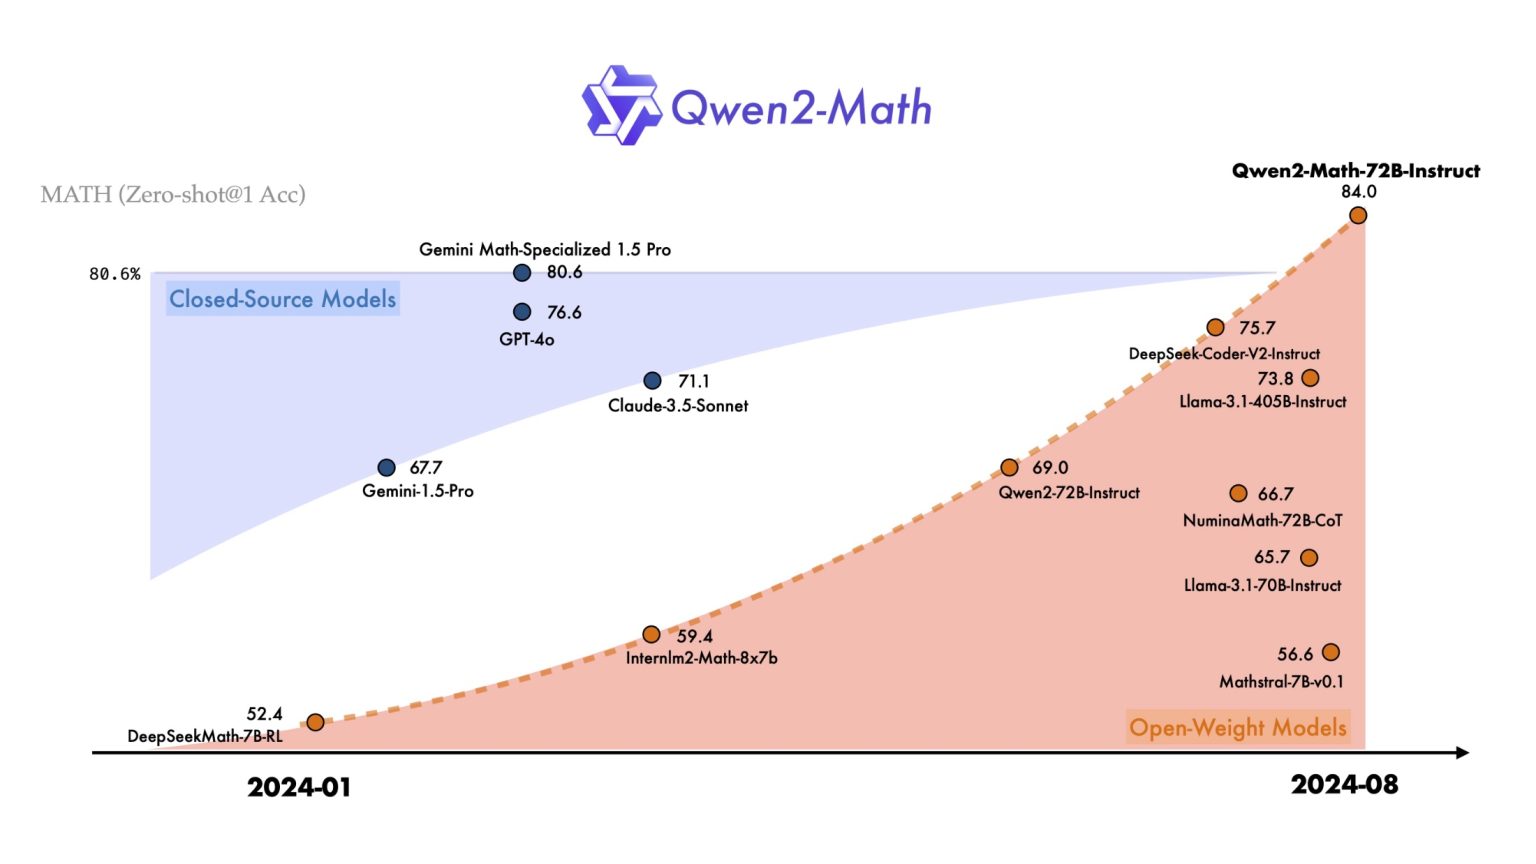 Qwen2-Math
MATH (Zero-shot@1 Acc)
Qwen2-Math-72B-Instruct
84.0
Gemini Math-Specialized 1.5 Pro
80.6%
80.6
Closed-Source Models
76.6
GPT-4o
75.7
DeepSeek-Coder-V2-Instruct
71.1
Claude-3.5-Sonnet
73.8
Llama-3.1-405B-Instruct
67.7
Gemini-1.5-Pro
69.0
Qwen2-72B-Instruct
66.7
NuminaMath-72B-CoT
65.7
Llama-3.1-70B-Instruct
59.4
Internlm2-Math-8x7b
56.6
Mathstral-7B-v0.1
52.4
DeepSeekMath-7B-RL
Open-Weight Models
2024-01
2024-08